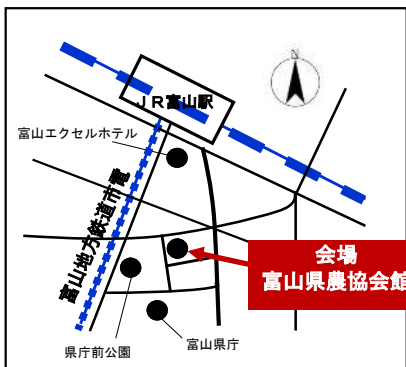 N
JR富山駅
富山エクセルホテル
富山地方鉄道市電
会場
富山県農協会館
県庁前公園
富山県庁